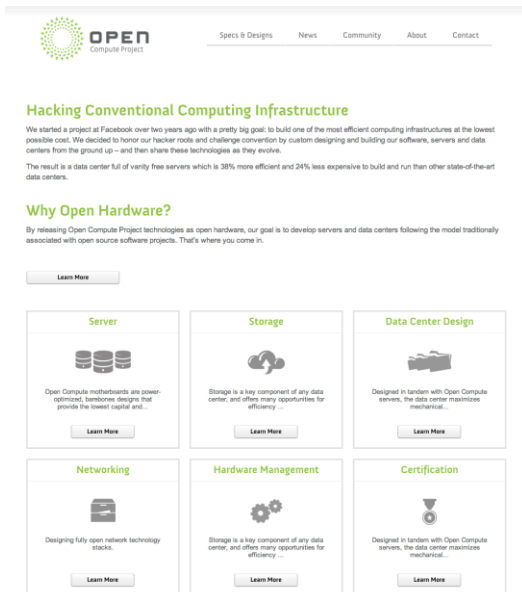 OPEN
Compute Project
Specs & Designs News Community About Contact
Hacking Conventional Computing Infrastructure
We started a project at Facebook over two years ago with a pretty big goal: to build one of the most efficient computing infrastructures at the lowest
possible cost. We decided to honor our hacker roots and challenge convention by custom designing and building our software, servers and data
centers from the ground up – and then share these technologies as they evolve.
The result is a data center full of vanity free servers which is 38% more efficient and 24% less expensive to build and run than other state-of-the-art
data centers.
Why Open Hardware?
By releasing Open Compute Project technologies as open hardware, our goal is to develop servers and data centers following the model traditionally
associated with open source software projects. That's where you come in.
Learn More
Server
Open Compute motherboards are power-
optimized, barebones designs that
provide the lowest capital and...
Learn More
Storage
Storage is a key component of any data
center, and offers many opportunities for
efficiency ...
Learn More
Data Center Design
Designed in tandem with Open Compute
servers, the data center maximizes
mechanical...
Learn More
Networking
Designing fully open network technology
stacks.
Learn More
Hardware Management
Storage is a key component of any data
center, and offers many opportunities for
efficiency ...
Learn More
Certification
Designed in tandem with Open Compute
servers, the data center maximizes
mechanical...
Learn More